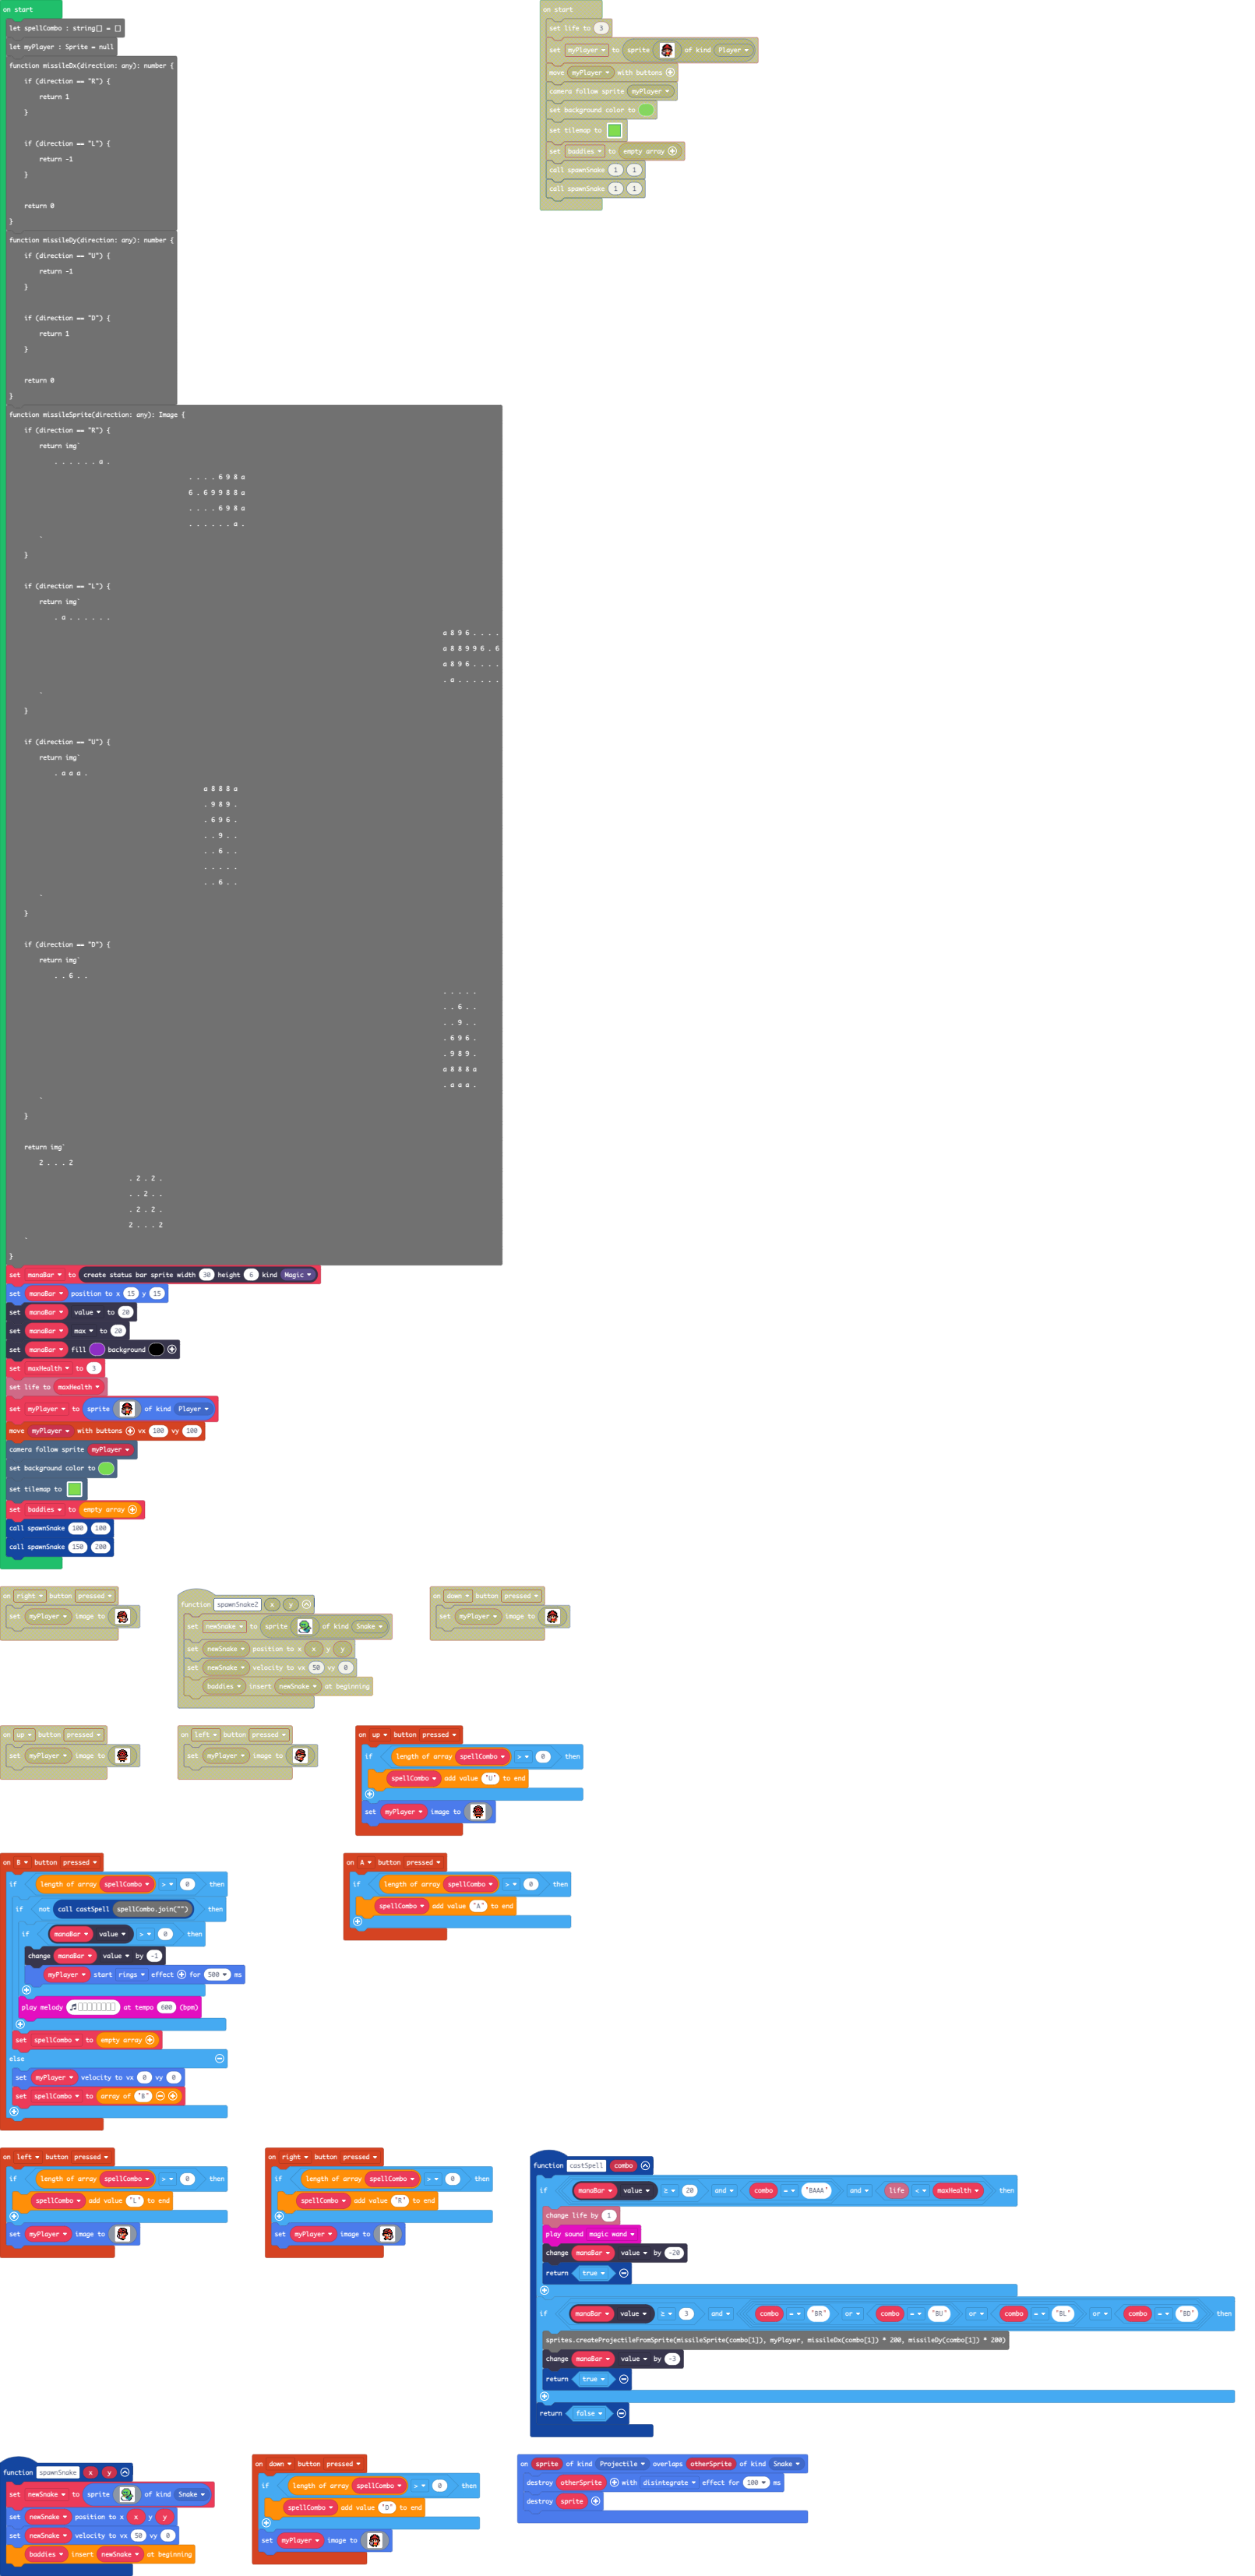 on start
let spellCombo : string[] = []
let myPlayer : Sprite = null
function missileDx(direction: any): number {
if (direction == "R") {
return 1
}
if (direction == "L") {
return -1
}
return 0
}
function missileDy(direction: any): number {
if (direction == "U") {
return -1
}
if (direction == "D") {
return 1
}
return 0
}
function missileSprite(direction: any): Image {
if (direction == "R") {
return img`
. . . . . . a .
. . . . 6 9 8 a
6 . 6 9 9 8 8 a
. . . . 6 9 8 a
. . . . . . a .
`
}
if (direction == "L") {
return img`
. a . . . . . .
a 8 9 6 . . . .
a 8 8 9 9 6 . 6
a 8 9 6 . . . .
. a . . . . . .
`
}
if (direction == "U") {
return img`
. a a a .
a 8 8 8 a
. 9 8 9 .
. 6 9 6 .
. . 9 . .
. . 6 . .
. . . . .
. . 6 . .
`
}
if (direction == "D") {
return img`
. . 6 . .
. . . . .
. . 6 . .
. . 9 . .
. 6 9 6 .
. 9 8 9 .
a 8 8 8 a
. a a a .
`
}
return img`
2 . . . 2
. 2 . 2 .
. . 2 . .
. 2 . 2 .
2 . . . 2
`
}
set manaBar to create status bar sprite width 30 height 6 kind Magic
set manaBar position to x 15 y 15
set manaBar value to 20
set manaBar max to 20
set manaBar fill background
set maxHealth to 3
set life to maxHealth
set myPlayer to sprite of kind Player
move myPlayer with buttons vx 100 vy 100
camera follow sprite myPlayer
set background color to
set tilemap to
set baddies to empty array
call spawnSnake 100 100
call spawnSnake 150 200
on start
set life to 3
set myPlayer to sprite of kind Player
move myPlayer with buttons
camera follow sprite myPlayer
set background color to
set tilemap to
set baddies to empty array
call spawnSnake 1 1
call spawnSnake 1 1
on right button pressed
set myPlayer image to
function spawnSnake2 x y
set newSnake to sprite of kind Snake
set newSnake position to x x y y
set newSnake velocity to vx 50 vy 0
baddies insert newSnake at beginning
on down button pressed
set myPlayer image to
on up button pressed
set myPlayer image to
on left button pressed
set myPlayer image to
on up button pressed
if length of array spellCombo > 0 then
spellCombo add value "U" to end
set myPlayer image to
on B button pressed
if length of array spellCombo > 0 then
if not call castSpell spellCombo.join("") then
if manaBar value > 0 then
change manaBar value by -1
myPlayer start rings effect for 500 ms
play melody at tempo 600 (bpm)
set spellCombo to empty array
else
set myPlayer velocity to vx 0 vy 0
set spellCombo to array of "B"
on A button pressed
if length of array spellCombo > 0 then
spellCombo add value "A" to end
on left button pressed
if length of array spellCombo > 0 then
spellCombo add value "L" to end
set myPlayer image to
on right button pressed
if length of array spellCombo > 0 then
spellCombo add value "R" to end
set myPlayer image to
function castSpell combo
if manaBar value ≥ 20 and combo = "BAAA" and life < maxHealth then
change life by 1
play sound magic wand
change manaBar value by -20
return true
if manaBar value ≥ 3 and combo = "BR" or combo = "BU" or combo = "BL" or combo = "BD" then
sprites.createProjectileFromSprite(missileSprite(combo[1]), myPlayer, missileDx(combo[1]) * 200, missileDy(combo[1]) * 200)
change manaBar value by -3
return true
return false
function spawnSnake x y
set newSnake to sprite of kind Snake
set newSnake position to x x y y
set newSnake velocity to vx 50 vy 0
baddies insert newSnake at beginning
on down button pressed
if length of array spellCombo > 0 then
spellCombo add value "D" to end
set myPlayer image to
on sprite of kind Projectile overlaps otherSprite of kind Snake
destroy otherSprite with disintegrate effect for 100 ms
destroy sprite